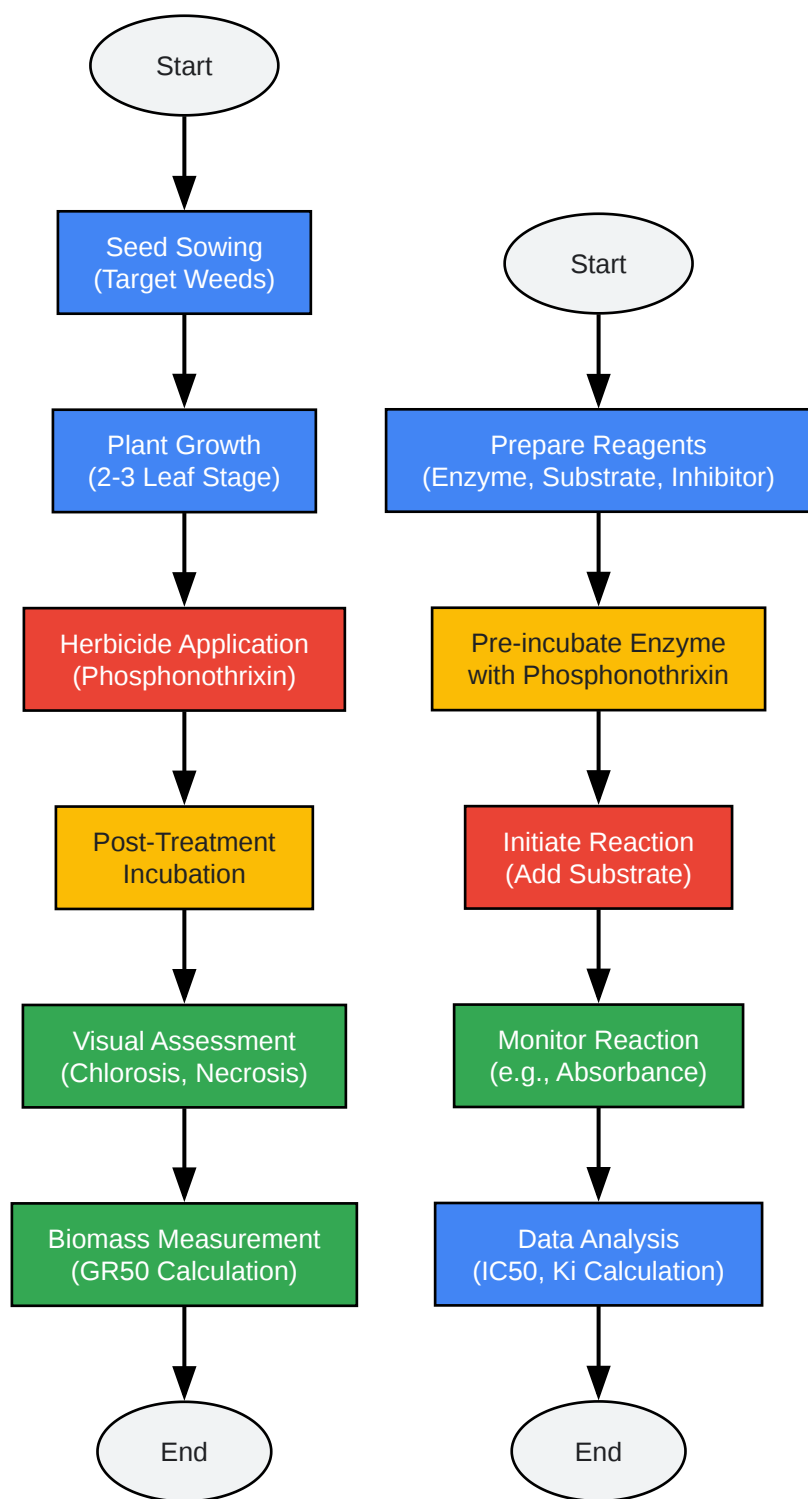 Start
Seed Sowing
(Target Weeds)
Plant Growth
(2-3 Leaf Stage)
Herbicide Application
(Phosphonothrixin)
Post-Treatment
Incubation
Visual Assessment
(Chlorosis, Necrosis)
Biomass Measurement
(GR50 Calculation)
End
Start
Prepare Reagents
(Enzyme, Substrate, Inhibitor)
Pre-incubate Enzyme
with Phosphonothrixin
Initiate Reaction
(Add Substrate)
Monitor Reaction
(e.g., Absorbance)
Data Analysis
(IC50, Ki Calculation)
End